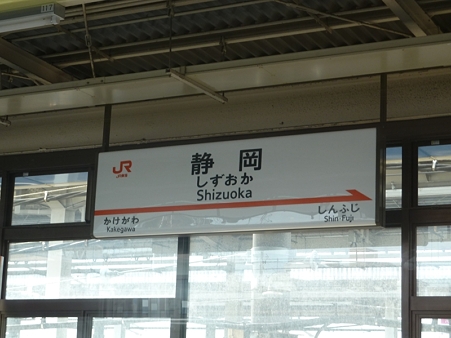 JR
静岡
しずおか
Shizuoka
かけがわ
Kakegawa
しんふじ
Shin Fuji